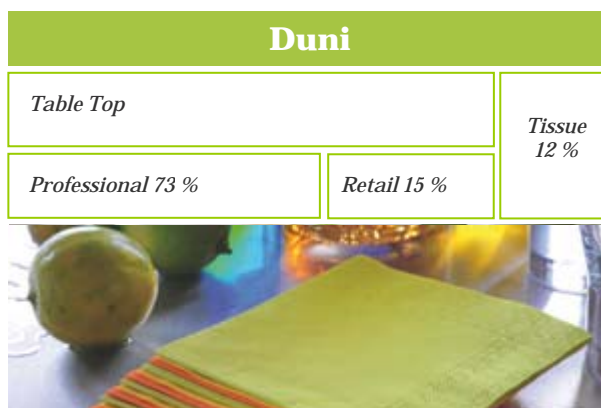 Duni
Table Top
Tissue
12 %
Professional 73 %
Retail 15 %